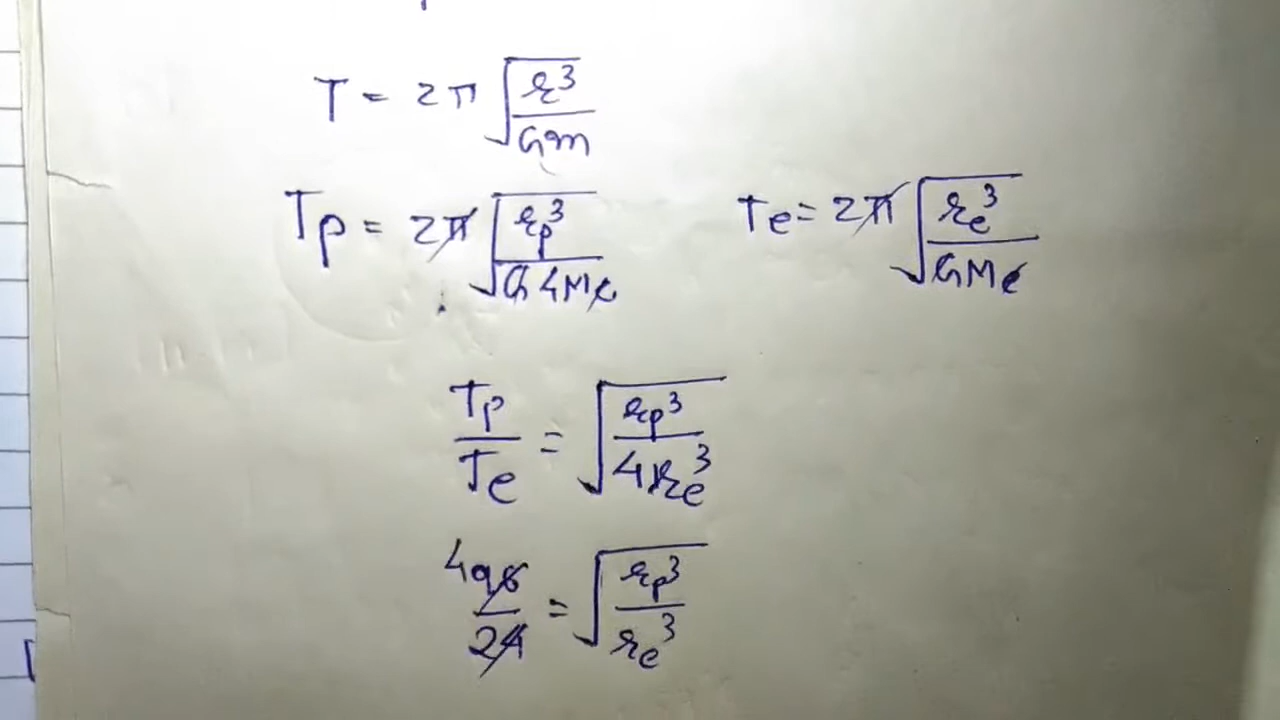 T = 2π √(r³/Gm)
Tp = 2π √(rp³/G4Me) Te = 2π √(re³/GMe)
Tp/Te = √(rp³/4re³)
4 96/24 = √(rp³/re³)